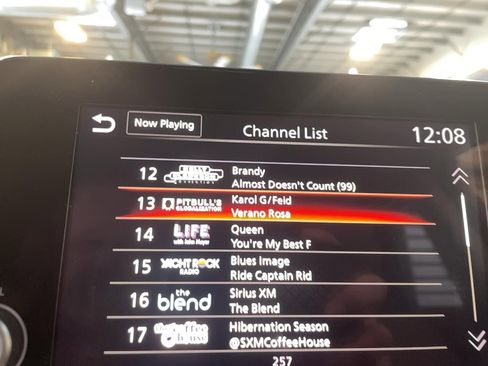 Now Playing
Channel List
12:08
12
Brandy
Almost Doesn't Count (99)
13 PITBULL'S GLOBALIZATION
Karol G/Feid
Verano Rosa
14 LIFE with John Mayer
Queen
You're My Best F
15 YACHT ROCK RADIO
Blues Image
Ride Captain Rid
16 the blend
Sirius XM
The Blend
17 the coffee house
Hibernation Season
@SXMCoffeeHouse
257